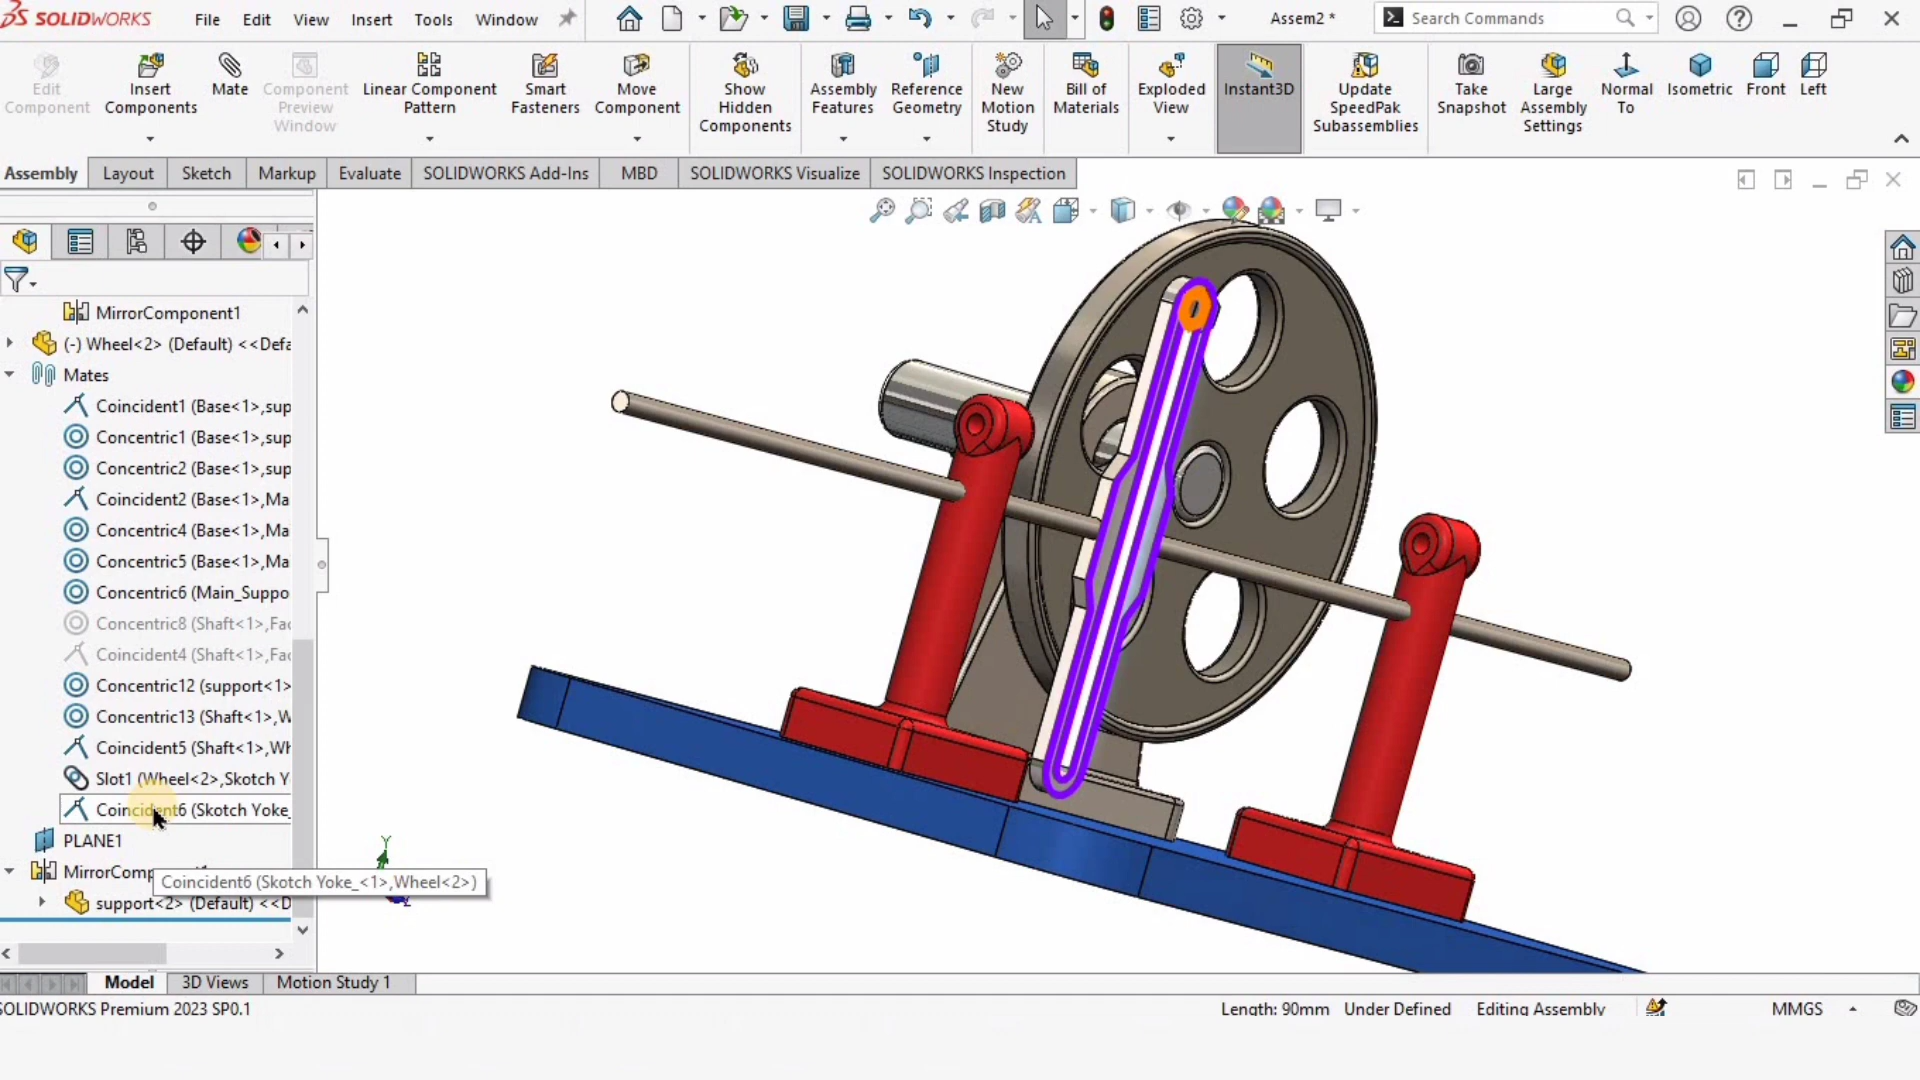 SOLIDWORKS File Edit View Insert Tools Window Assem2 * Search Commands
Edit Component
Insert Components
Mate
Component Preview Window
Linear Component Pattern
Smart Fasteners
Move Component
Show Hidden Components
Assembly Features
Reference Geometry
New Motion Study
Bill of Materials
Exploded View
Instant3D
Update SpeedPak Subassemblies
Take Snapshot
Large Assembly Settings
Normal To
Isometric
Front
Left
Assembly Layout Sketch Markup Evaluate SOLIDWORKS Add-Ins MBD SOLIDWORKS Visualize SOLIDWORKS Inspection
MirrorComponent1
(-) Wheel<2> (Default) <<Defa
Mates
Coincident1 (Base<1>,sup
Concentric1 (Base<1>,sup
Concentric2 (Base<1>,sup
Coincident2 (Base<1>,Ma
Concentric4 (Base<1>,Ma
Concentric5 (Base<1>,Ma
Concentric6 (Main_Suppo
Concentric8 (Shaft<1>,Fac
Coincident4 (Shaft<1>,Fac
Concentric12 (support<1>
Concentric13 (Shaft<1>,W
Coincident5 (Shaft<1>,Wh
Slot1 (Wheel<2>,Skotch Y
Coincident6 (Skotch Yoke_
PLANE1
MirrorComp
Coincident6 (Skotch Yoke_<1>,Wheel<2>)
support<2> (Default) <<D
Y
Z
Model 3D Views Motion Study 1
SOLIDWORKS Premium 2023 SP0.1 Length: 90mm Under Defined Editing Assembly MMGS